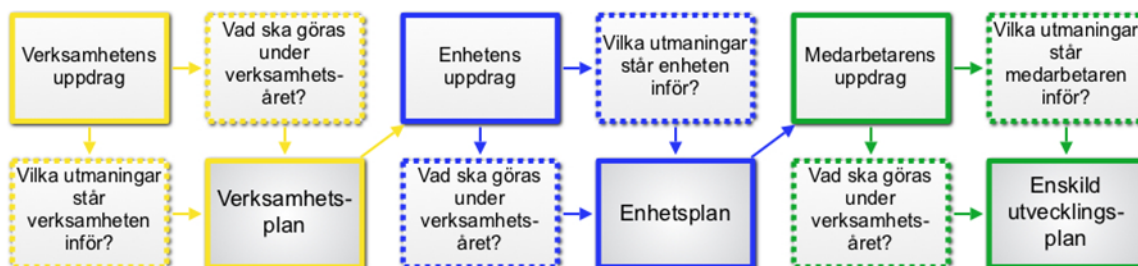 Verksamhetens
uppdrag
Vad ska göras
under
verksamhets-
året?
Enhetens
uppdrag
Vilka utmaningar
står enheten
inför?
Medarbetarens
uppdrag
Vilka utmaningar
står
medarbetaren
inför?
Vilka utmaningar
står
verksamheten
inför?
Verksamhets-
plan
Vad ska göras
under
verksamhets-
året?
Enhetsplan
Vad ska göras
under
verksamhets-
året?
Enskild
utvecklings-
plan